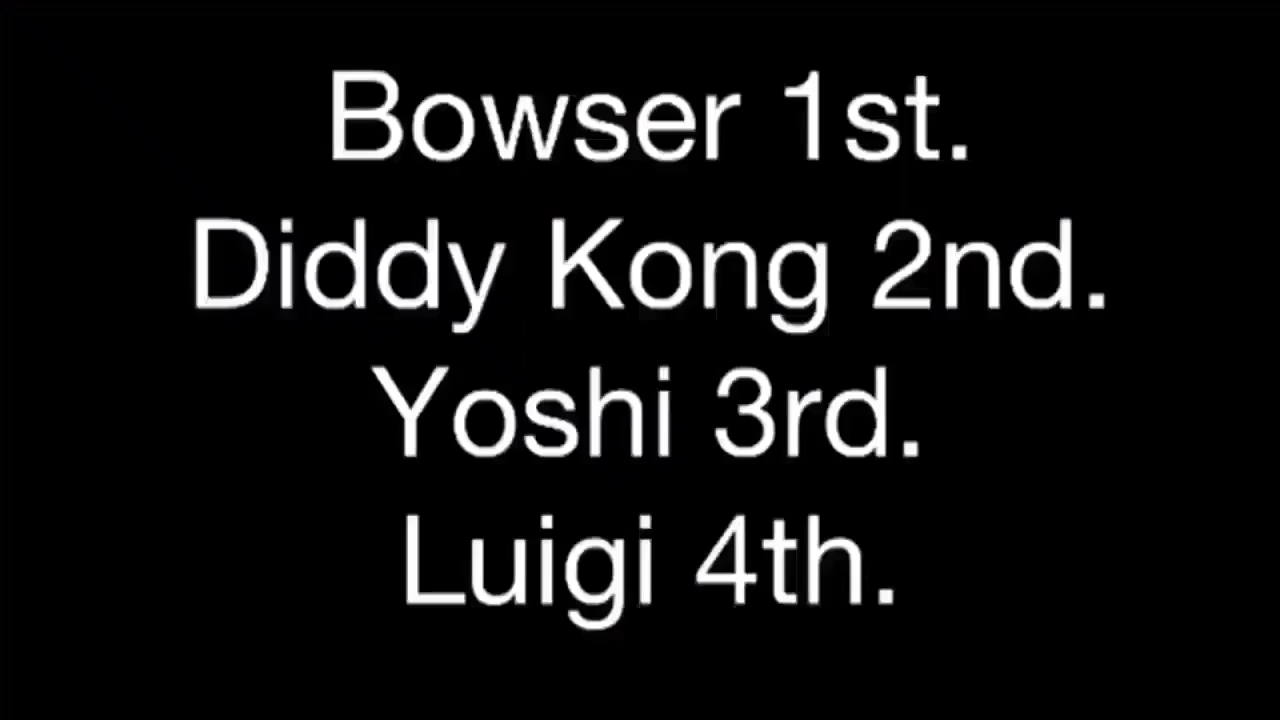 Bowser 1st.
Diddy Kong 2nd.
Yoshi 3rd.
Luigi 4th.